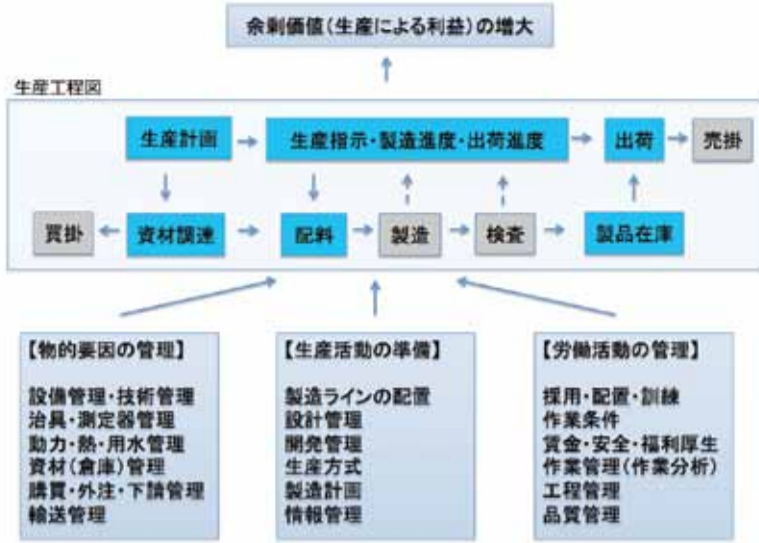 余剰価値(生産による利益)の増大
生産工程図
生産計画
生産指示・製造進度・出荷進度
出荷
売掛
買掛
資材調達
配料
製造
検査
製品在庫
【物的要因の管理】
設備管理・技術管理
治具・測定器管理
動力・熱・用水管理
資材(倉庫)管理
購買・外注・下請管理
輸送管理
【生産活動の準備】
製造ラインの配置
設計管理
開発管理
生産方式
製造計画
情報管理
【労働活動の管理】
採用・配置・訓練
作業条件
賃金・安全・福利厚生
作業管理(作業分析)
工程管理
品質管理